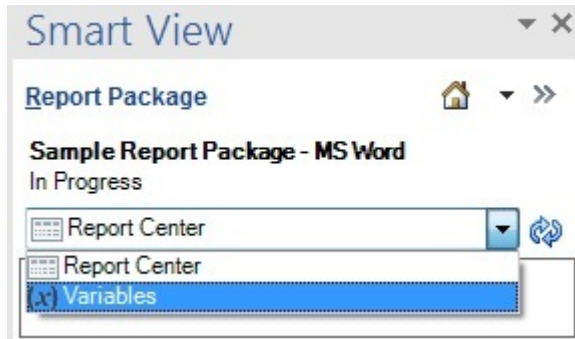 Smart View
Report Package
Sample Report Package - MS Word
In Progress
Report Center
Report Center
(x) Variables